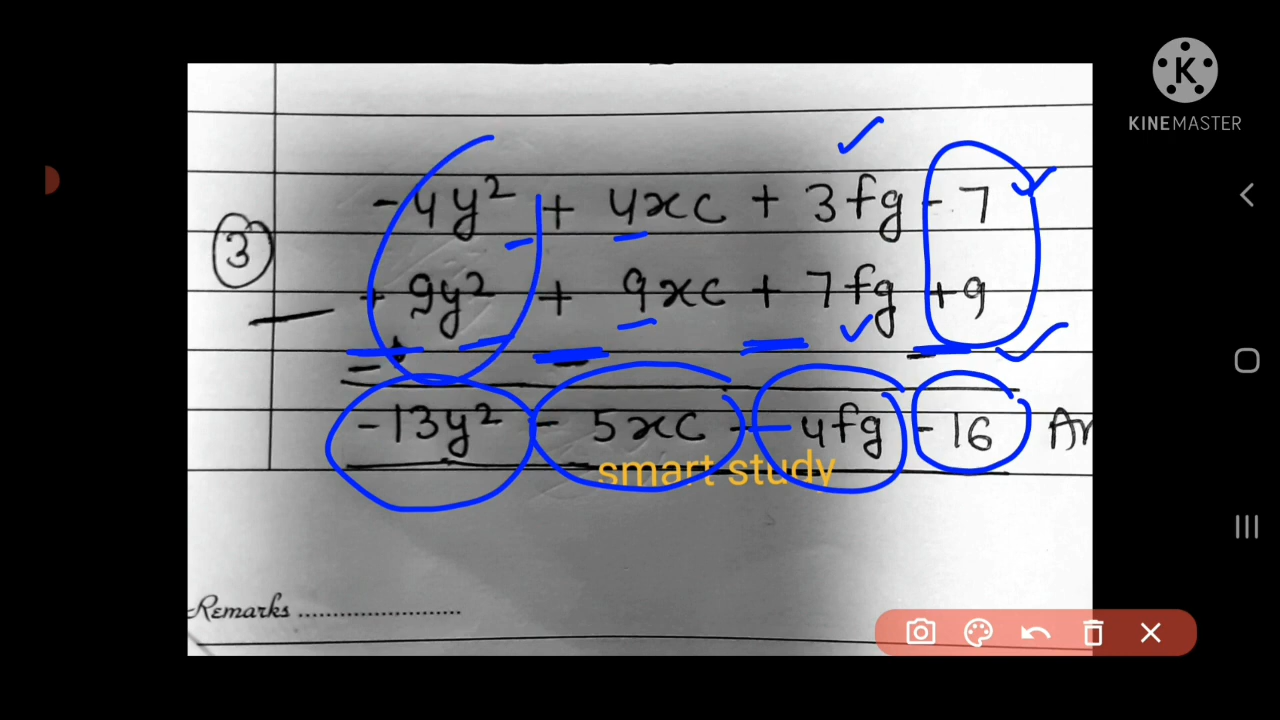 KINEMASTER
-4y² + 4xc + 3fg - 7
3
+ 9y² + 9xc + 7fg + 9
-13y² - 5xc - 4fg - 16
smart study
Remarks